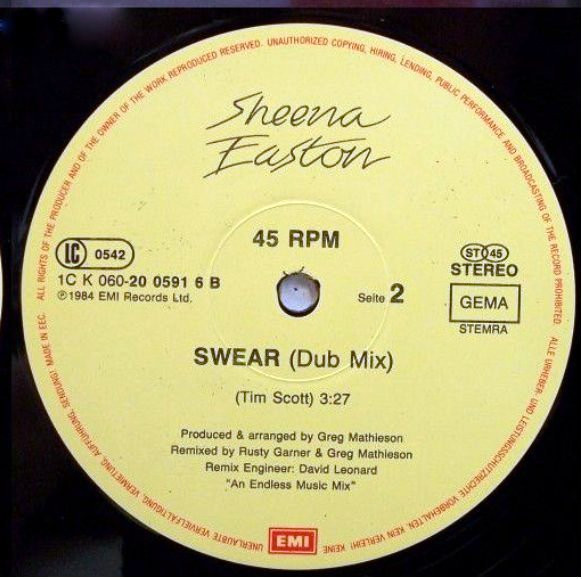 Sheena
Easton
45 RPM
LC 0542
1C K 060-20 0591 6 B
℗1984 EMI Records Ltd.
ST 45
STEREO
Seite 2
GEMA
STEMRA
SWEAR (Dub Mix)
(Tim Scott) 3:27
Produced & arranged by Greg Mathieson
Remixed by Rusty Garner & Greg Mathieson
Remix Engineer: David Leonard
"An Endless Music Mix"
EMI
ALL RIGHTS OF THE PRODUCER AND OF THE OWNER OF THE WORK REPRODUCED RESERVED. UNAUTHORIZED COPYING, HIRING, LENDING, PUBLIC PERFORMANCE AND BROADCASTING OF THE RECORD PROHIBITED. ALLE URHEBER- UND LEISTUNGSSCHUTZRECHTE VORBEHALTEN. KEIN VERLEIH! KEINE UNERLAUBTE VERVIELFÄLTIGUNG, VERMIETUNG, AUFFÜHRUNG, SENDUNG! MADE IN EEC.